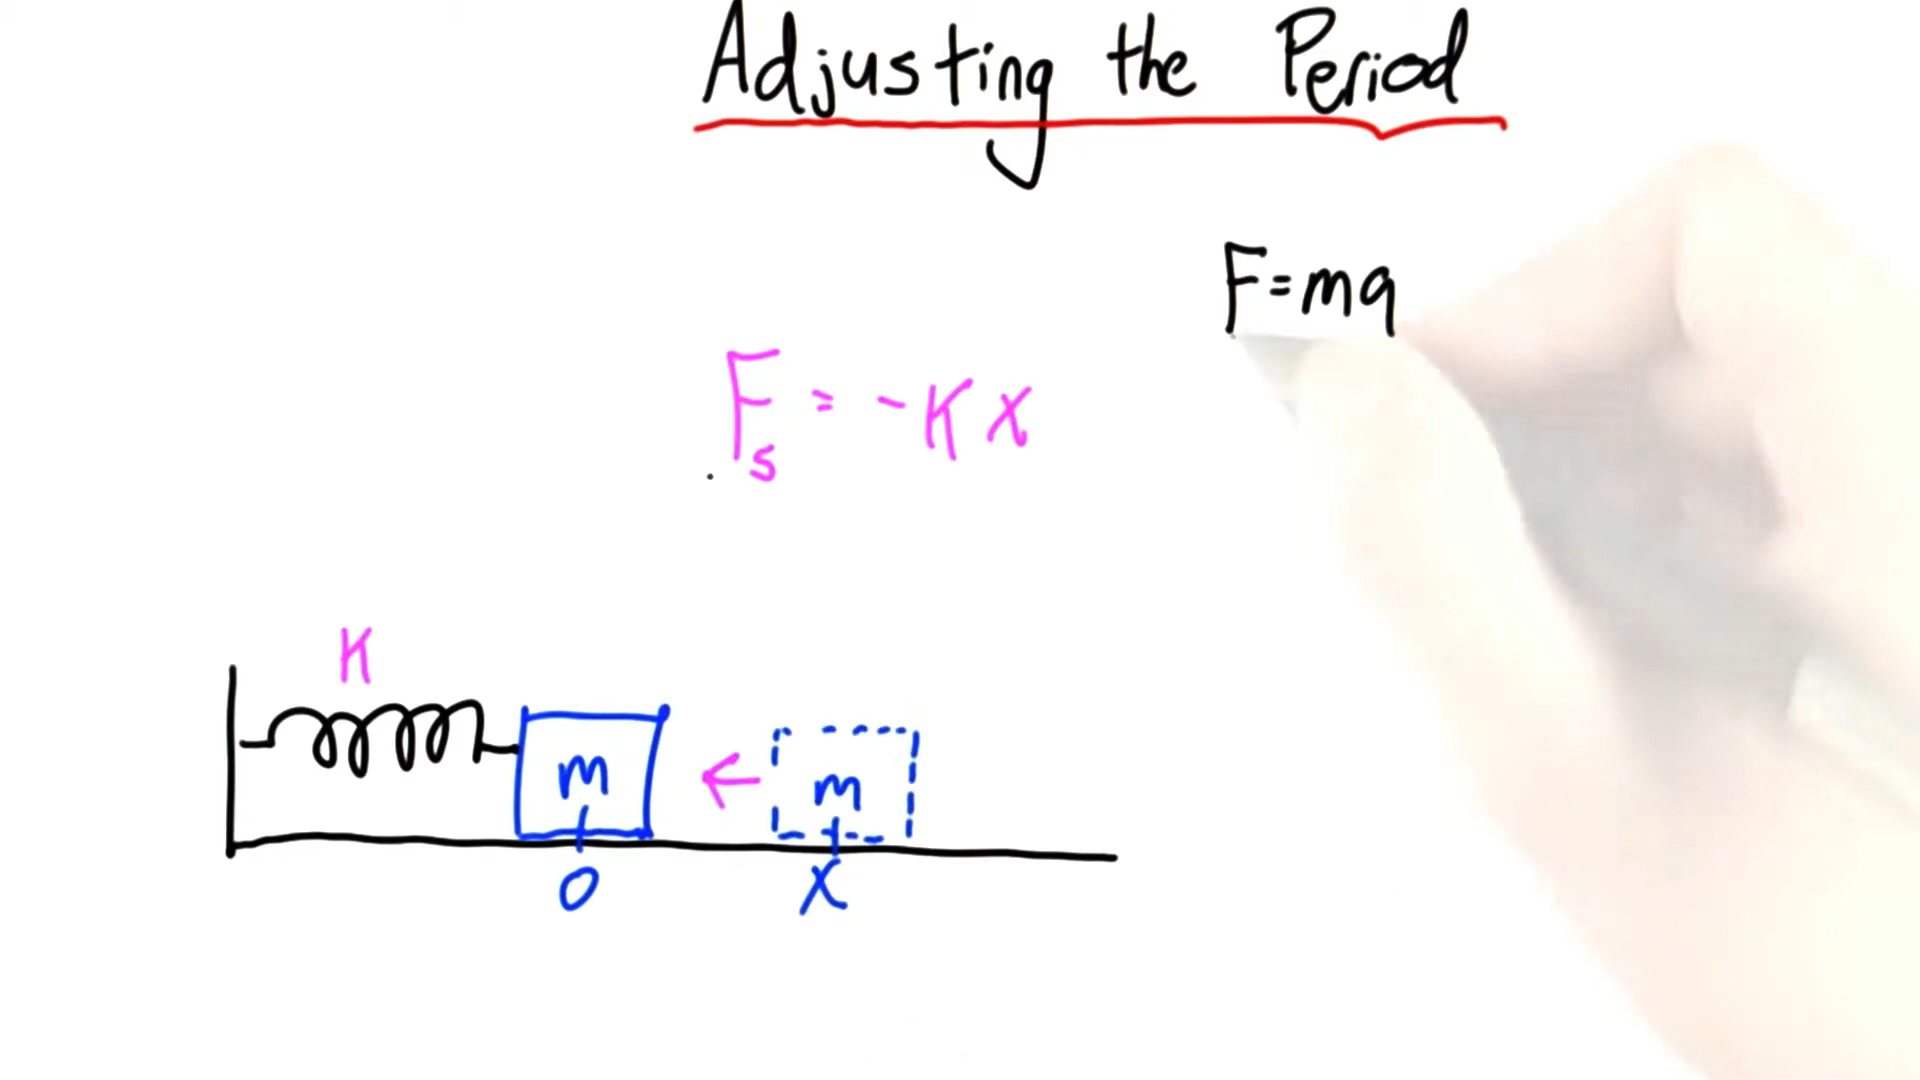 Adjusting the Period
F=ma
Fs = -Kx
K
m
m
0
x